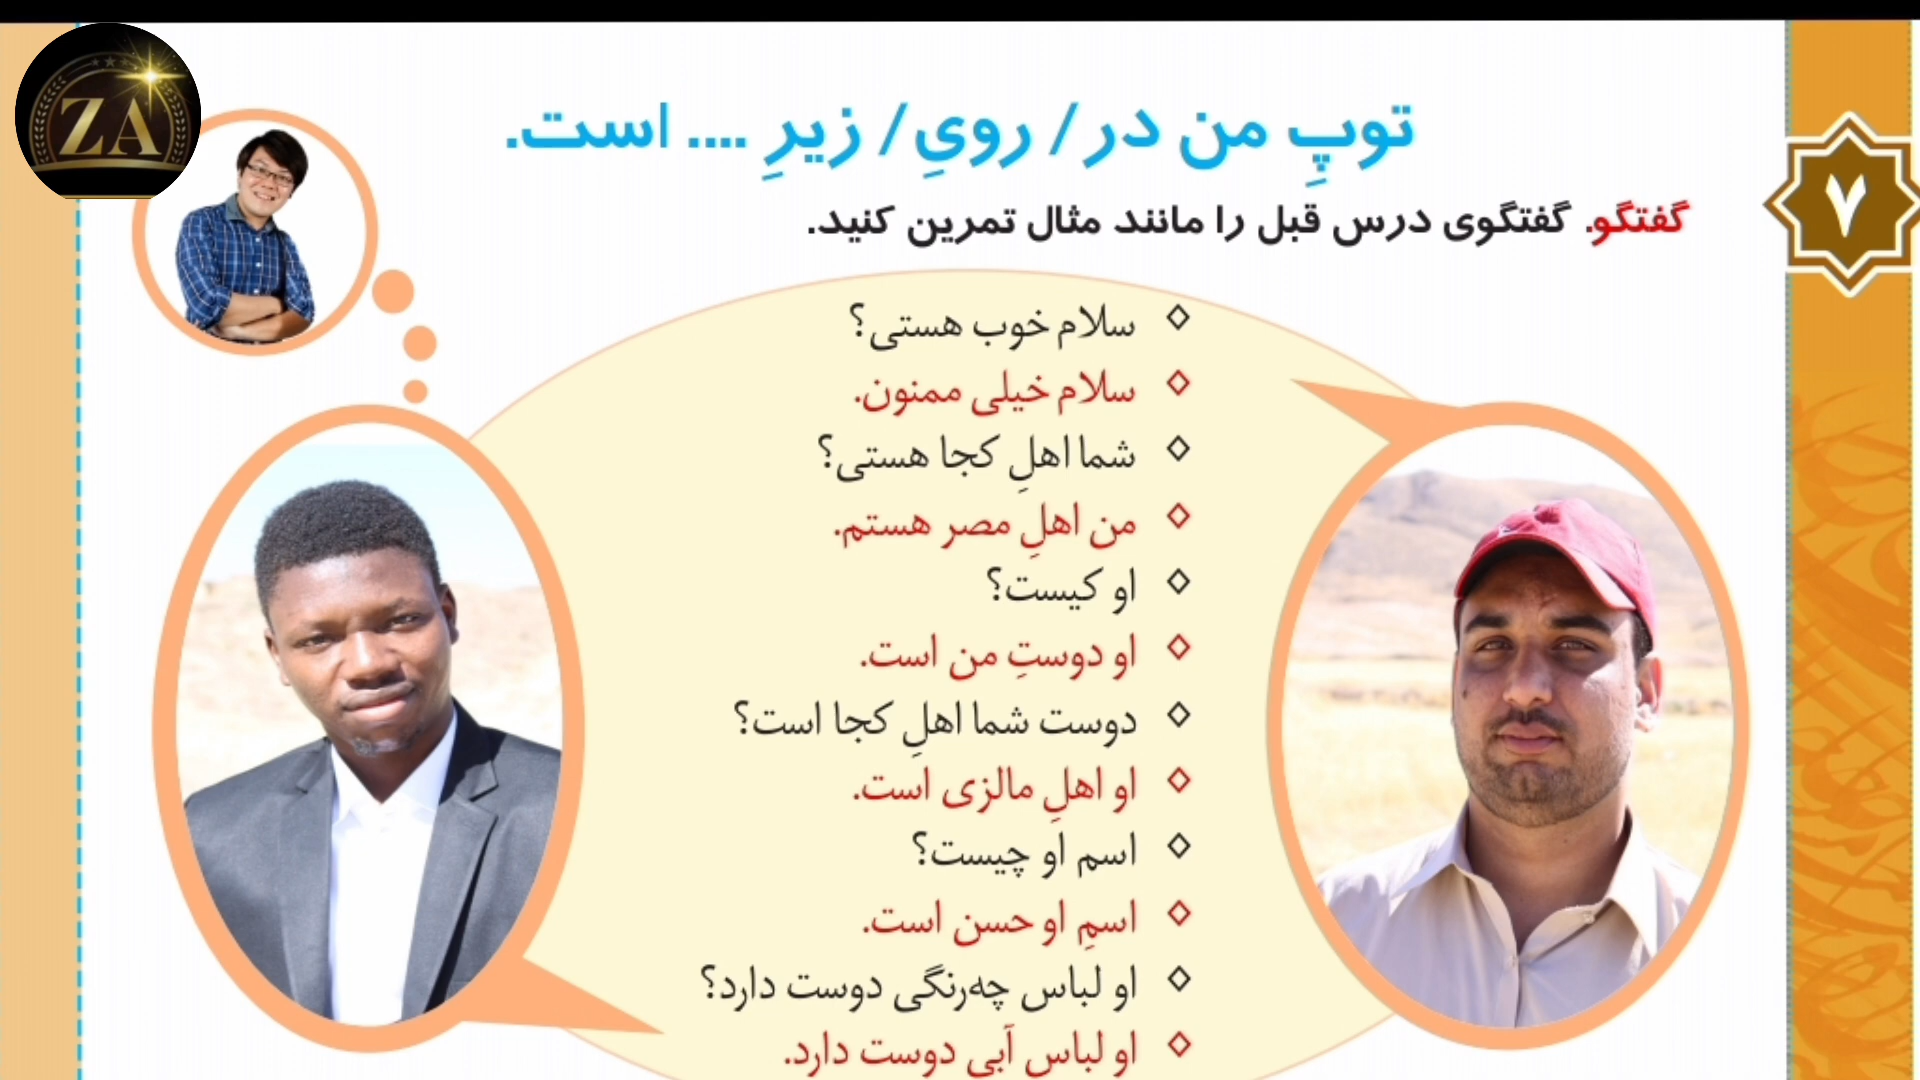 ZA
توپِ من در/ رویِ/ زیرِ .... است.
۷
گفتگو. گفتگوی درس قبل را مانند مثال تمرین کنید.
◇ سلام خوب هستی؟
◇ سلام خیلی ممنون.
◇ شما اهلِ کجا هستی؟
◇ من اهلِ مصر هستم.
◇ او کیست؟
◇ او دوستِ من است.
◇ دوست شما اهلِ کجا است؟
◇ او اهلِ مالزی است.
◇ اسم او چیست؟
◇ اسمِ او حسن است.
◇ او لباس چه‌رنگی دوست دارد؟
◇ او لباس آبی دوست دارد.